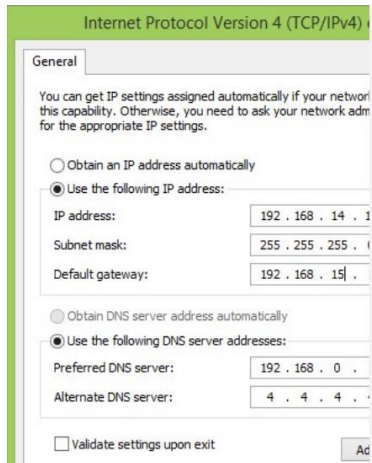 Internet Protocol Version 4 (TCP/IPv4)
General
You can get IP settings assigned automatically if your networ
this capability. Otherwise, you need to ask your network adm
for the appropriate IP settings.
Obtain an IP address automatically
Use the following IP address:
IP address: 192 . 168 . 14 . 1
Subnet mask: 255 . 255 . 255 .
Default gateway: 192 . 168 . 15 .
Obtain DNS server address automatically
Use the following DNS server addresses:
Preferred DNS server: 192 . 168 . 0 .
Alternate DNS server: 4 . 4 . 4 .
Validate settings upon exit
Ad